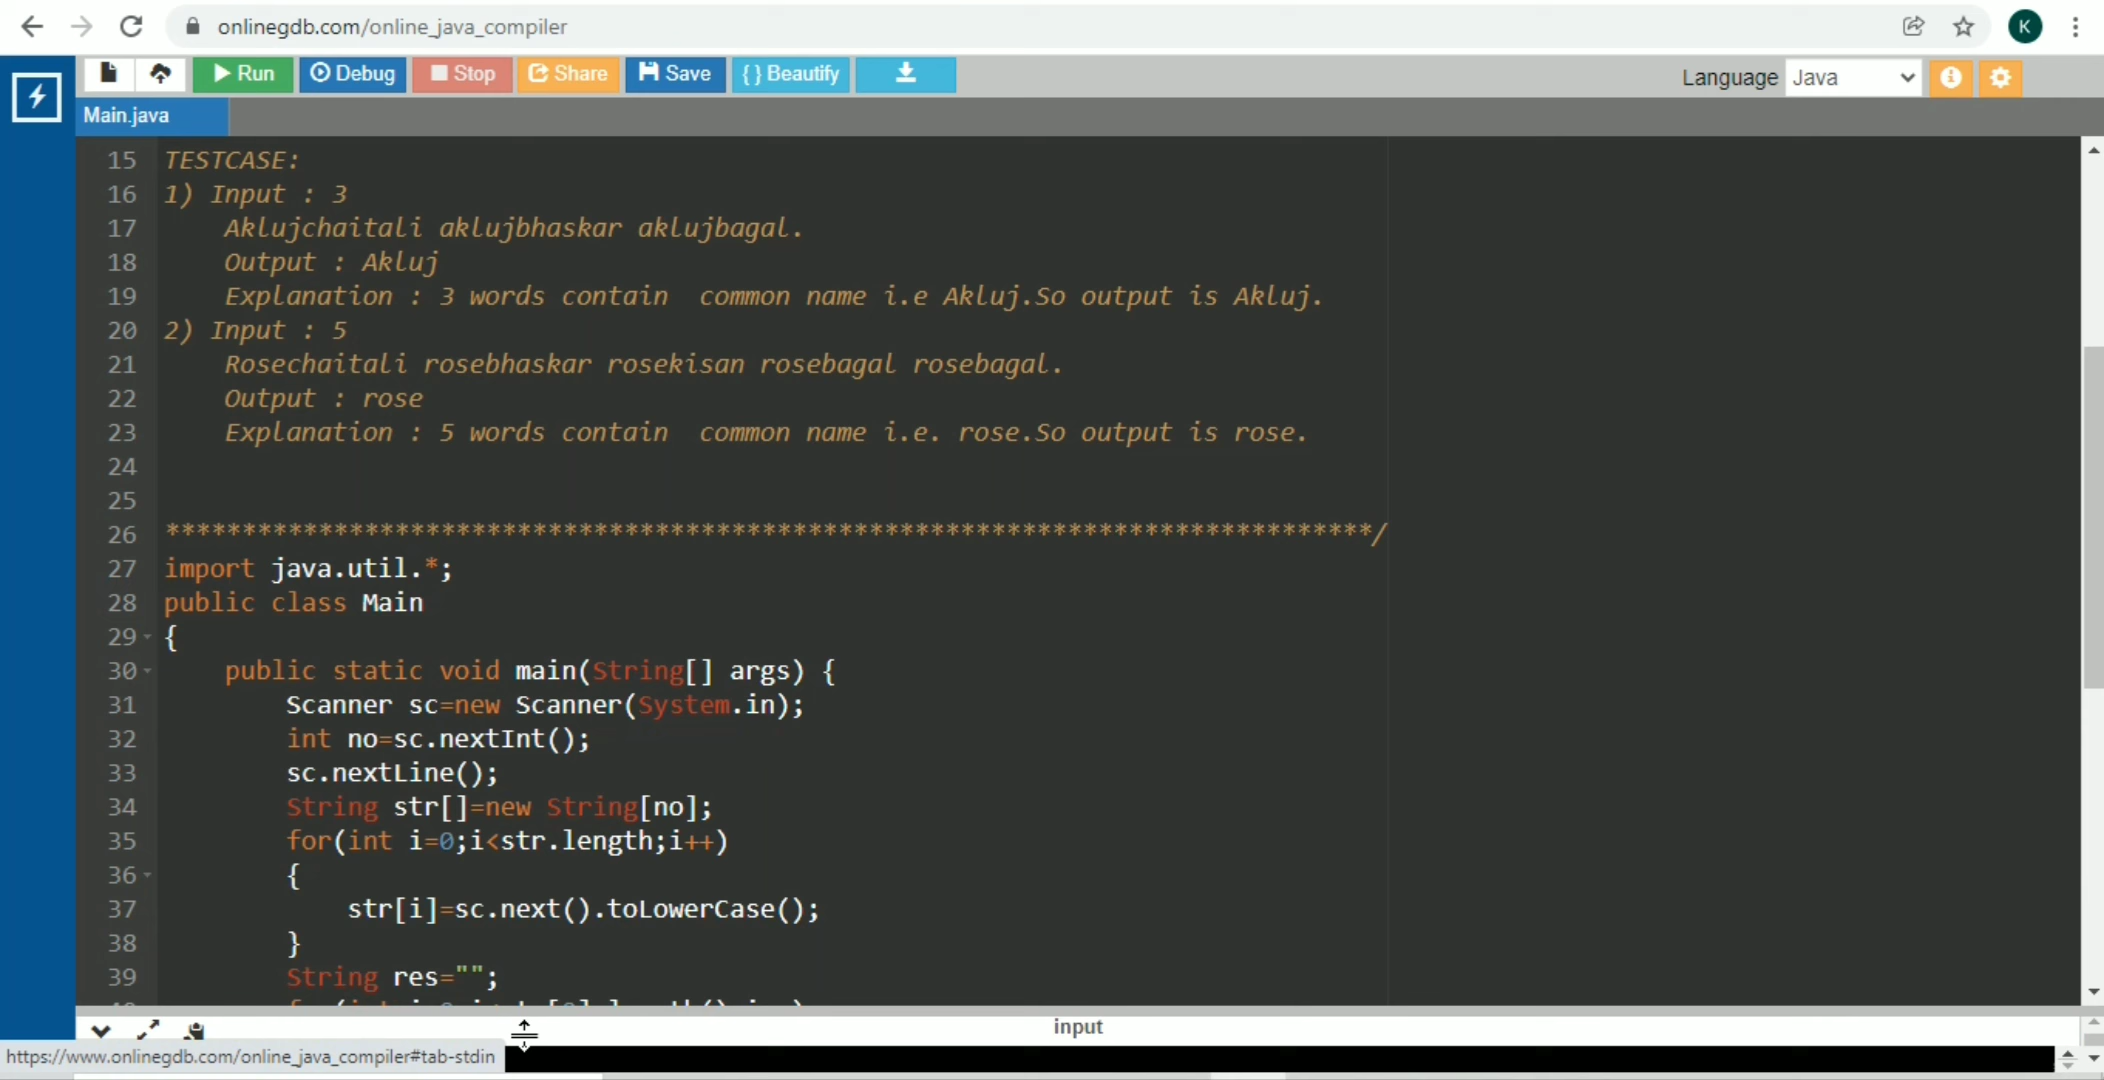 onlinegdb.com/online_java_compiler
K
Run Debug Stop Share Save { } Beautify
Language Java
Main.java
15 TESTCASE:
16 1) Input : 3
17 Aklujchaitali aklujbhaskar aklujbagal.
18 Output : Akluj
19 Explanation : 3 words contain  common name i.e Akluj.So output is Akluj.
20 2) Input : 5
21 Rosechaitali rosebhaskar rosekisan rosebagal rosebagal.
22 Output : rose
23 Explanation : 5 words contain  common name i.e. rose.So output is rose.
24
25
26 *******************************************************************************/
27 import java.util.*;
28 public class Main
29 {
30 public static void main(String[] args) {
31 Scanner sc=new Scanner(System.in);
32 int no=sc.nextInt();
33 sc.nextLine();
34 String str[]=new String[no];
35 for(int i=0;i<str.length;i++)
36 {
37 str[i]=sc.next().toLowerCase();
38 }
39 String res="";
input
https://www.onlinegdb.com/online_java_compiler#tab-stdin